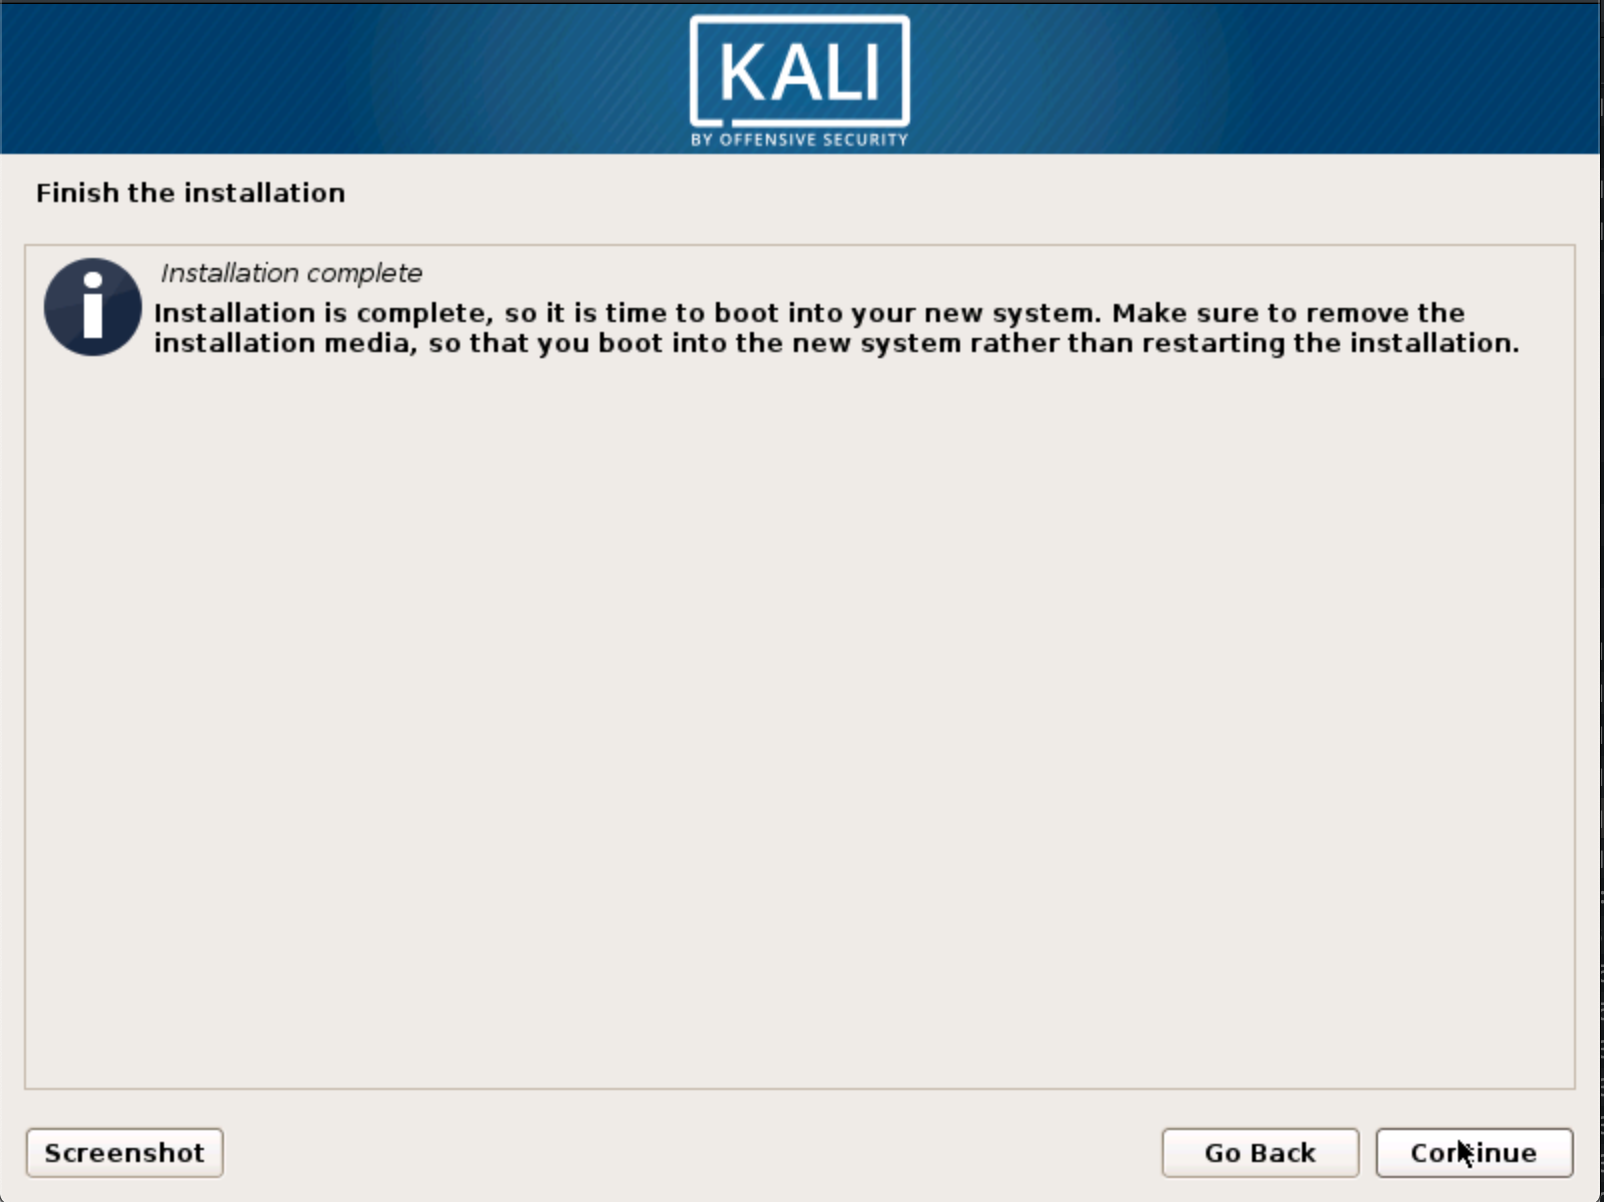 KALI
BY OFFENSIVE SECURITY
Finish the installation
Installation complete
Installation is complete, so it is time to boot into your new system. Make sure to remove the
installation media, so that you boot into the new system rather than restarting the installation.
Screenshot
Go Back
Continue